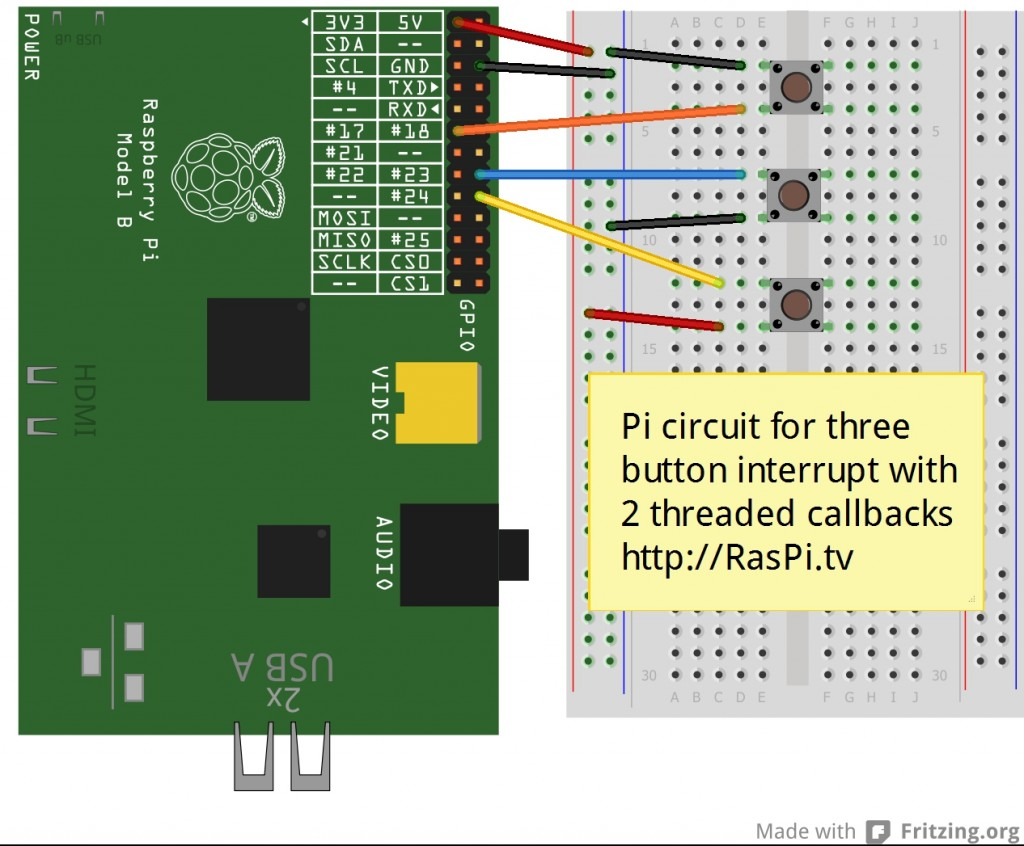 POWER
USB uB
3V3 5V
SDA --
SCL GND
#4 TXD
-- RXD
#17 #18
#21 --
#22 #23
-- #24
MOSI --
MISO #25
SCLK CS0
-- CS1
GPIO
Raspberry Pi
Model B
HDMI
VIDEO
AUDIO
USB A
2x
A B C D E F G H I J
1 1
5 5
10 10
15 15
30 30
A B C D E F G H I J
Pi circuit for three
button interrupt with
2 threaded callbacks
http://RasPi.tv
Made with Fritzing.org